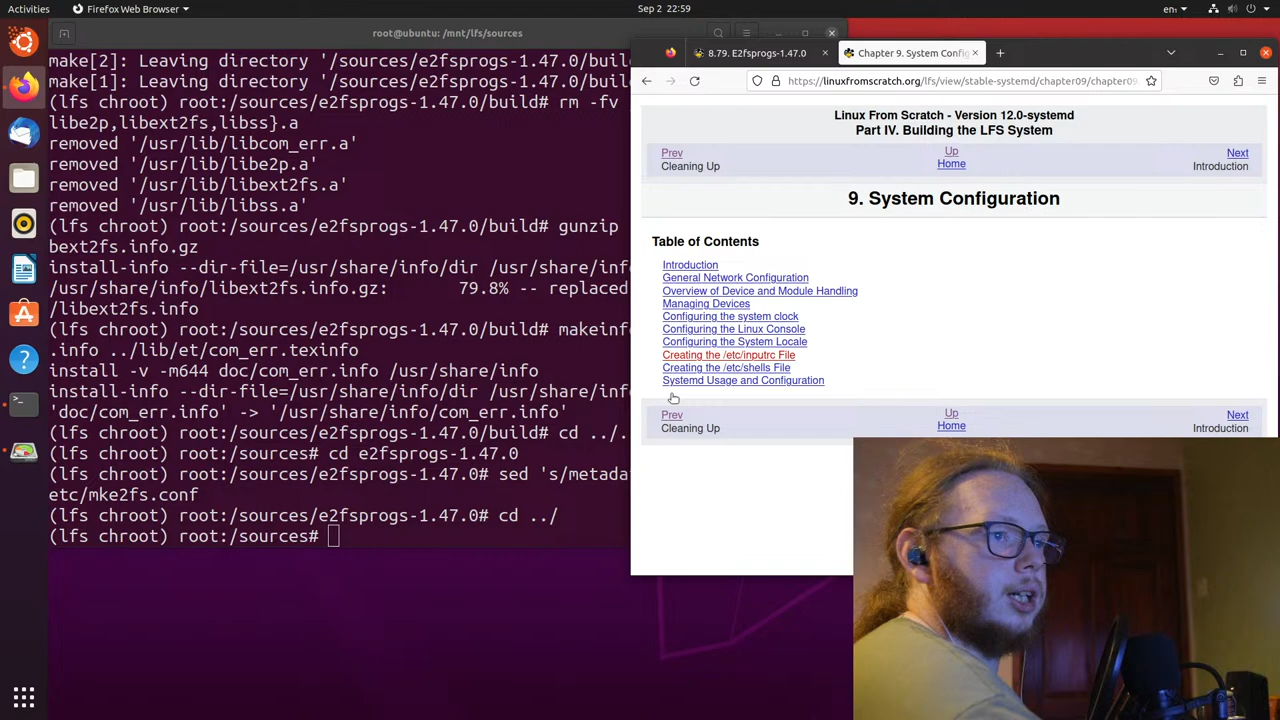 Activities
Firefox Web Browser
Sep 2 22:59
en
root@ubuntu: /mnt/lfs/sources
make[2]: Leaving directory '/sources/e2fsprogs-1.47.0/buil
make[1]: Leaving directory '/sources/e2fsprogs-1.47.0/buil
(lfs chroot) root:/sources/e2fsprogs-1.47.0/build# rm -fv
libe2p,libext2fs,libss}.a
removed '/usr/lib/libcom_err.a'
removed '/usr/lib/libe2p.a'
removed '/usr/lib/libext2fs.a'
removed '/usr/lib/libss.a'
(lfs chroot) root:/sources/e2fsprogs-1.47.0/build# gunzip
bext2fs.info.gz
install-info --dir-file=/usr/share/info/dir /usr/share/inf
/usr/share/info/libext2fs.info.gz: 79.8% -- replaced
/libext2fs.info
(lfs chroot) root:/sources/e2fsprogs-1.47.0/build# makeinf
.info ../lib/et/com_err.texinfo
install -v -m644 doc/com_err.info /usr/share/info
install-info --dir-file=/usr/share/info/dir /usr/share/inf
'doc/com_err.info' -> '/usr/share/info/com_err.info'
(lfs chroot) root:/sources/e2fsprogs-1.47.0/build# cd ../.
(lfs chroot) root:/sources# cd e2fsprogs-1.47.0
(lfs chroot) root:/sources/e2fsprogs-1.47.0# sed 's/metada
etc/mke2fs.conf
(lfs chroot) root:/sources/e2fsprogs-1.47.0# cd ../
(lfs chroot) root:/sources#
8.79. E2fsprogs-1.47.0
Chapter 9. System Config
https://linuxfromscratch.org/lfs/view/stable-systemd/chapter09/chapter09.
Linux From Scratch - Version 12.0-systemd
Part IV. Building the LFS System
Prev
Up
Next
Cleaning Up
Home
Introduction
9. System Configuration
Table of Contents
Introduction
General Network Configuration
Overview of Device and Module Handling
Managing Devices
Configuring the system clock
Configuring the Linux Console
Configuring the System Locale
Creating the /etc/inputrc File
Creating the /etc/shells File
Systemd Usage and Configuration
Prev
Up
Next
Cleaning Up
Home
Introduction